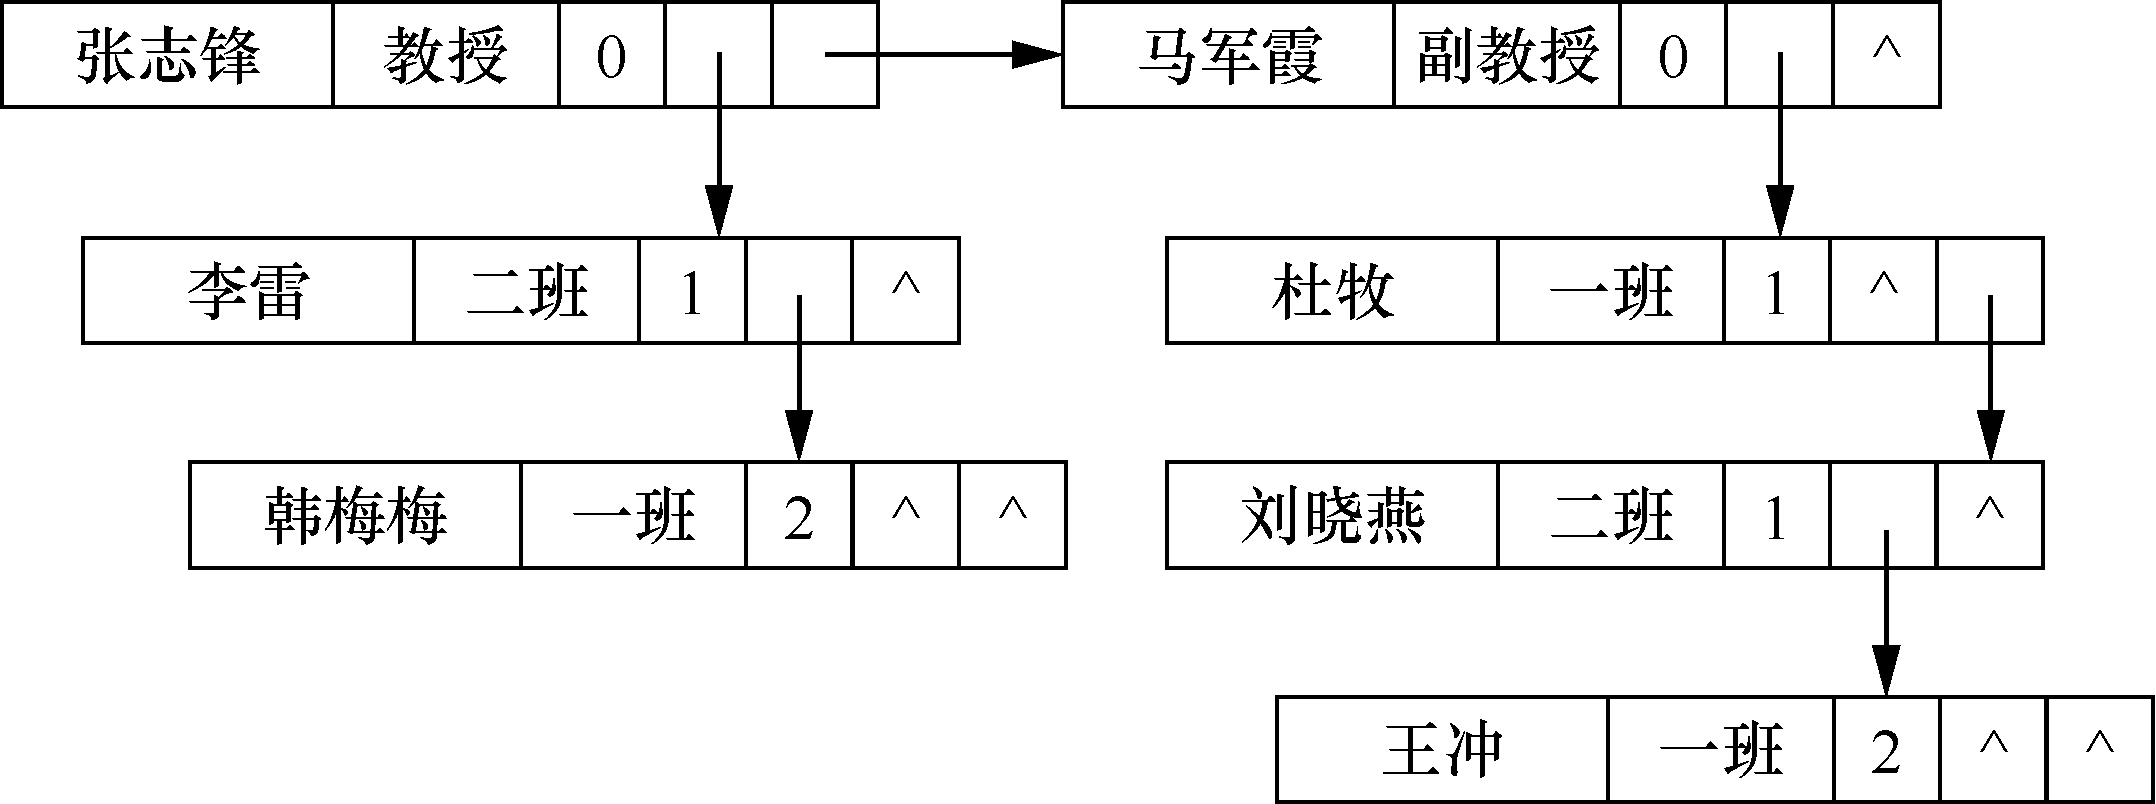 张志锋 教授 0 马军霞 副教授 0 ^
李雷 二班 1 ^ 杜牧 一班 1 ^
韩梅梅 一班 2 ^ ^ 刘晓燕 二班 1 ^
王冲 一班 2 ^ ^